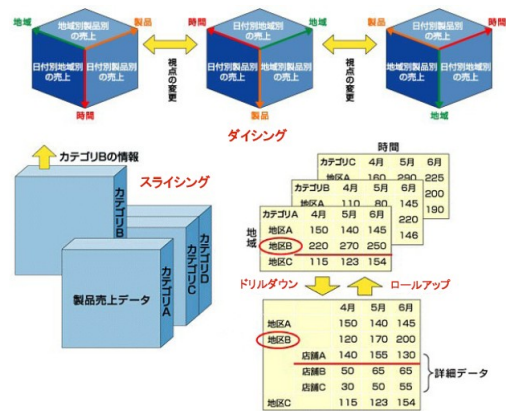 地域
製品
時間
地域別製品別
の売上
日付別地域別
の売上
日付別製品別
の売上
視点の変更
時間
地域
製品
日付別地域別
の売上
日付別製品別
の売上
地域別製品別
の売上
視点の変更
製品
時間
地域
日付別製品別
の売上
地域別製品別
の売上
日付別地域別
の売上
ダイシング
カテゴリBの情報
スライシング
カテゴリB
カテゴリD
カテゴリC
カテゴリA
製品売上データ
時間
カテゴリC 4月 5月 6月
地区A 160 290 225
200
190
カテゴリB 4月 5月 6月
地区A 110 80 145
220
146
地域
カテゴリA 4月 5月 6月
地区A 150 140 145
地区B 220 270 250
地区C 115 123 154
ドリルダウン
ロールアップ
4月 5月 6月
地区A 150 140 145
地区B 120 170 200
店舗A 140 155 130
店舗B 50 65 65
店舗C 30 50 55
地区C 115 123 154
詳細データ